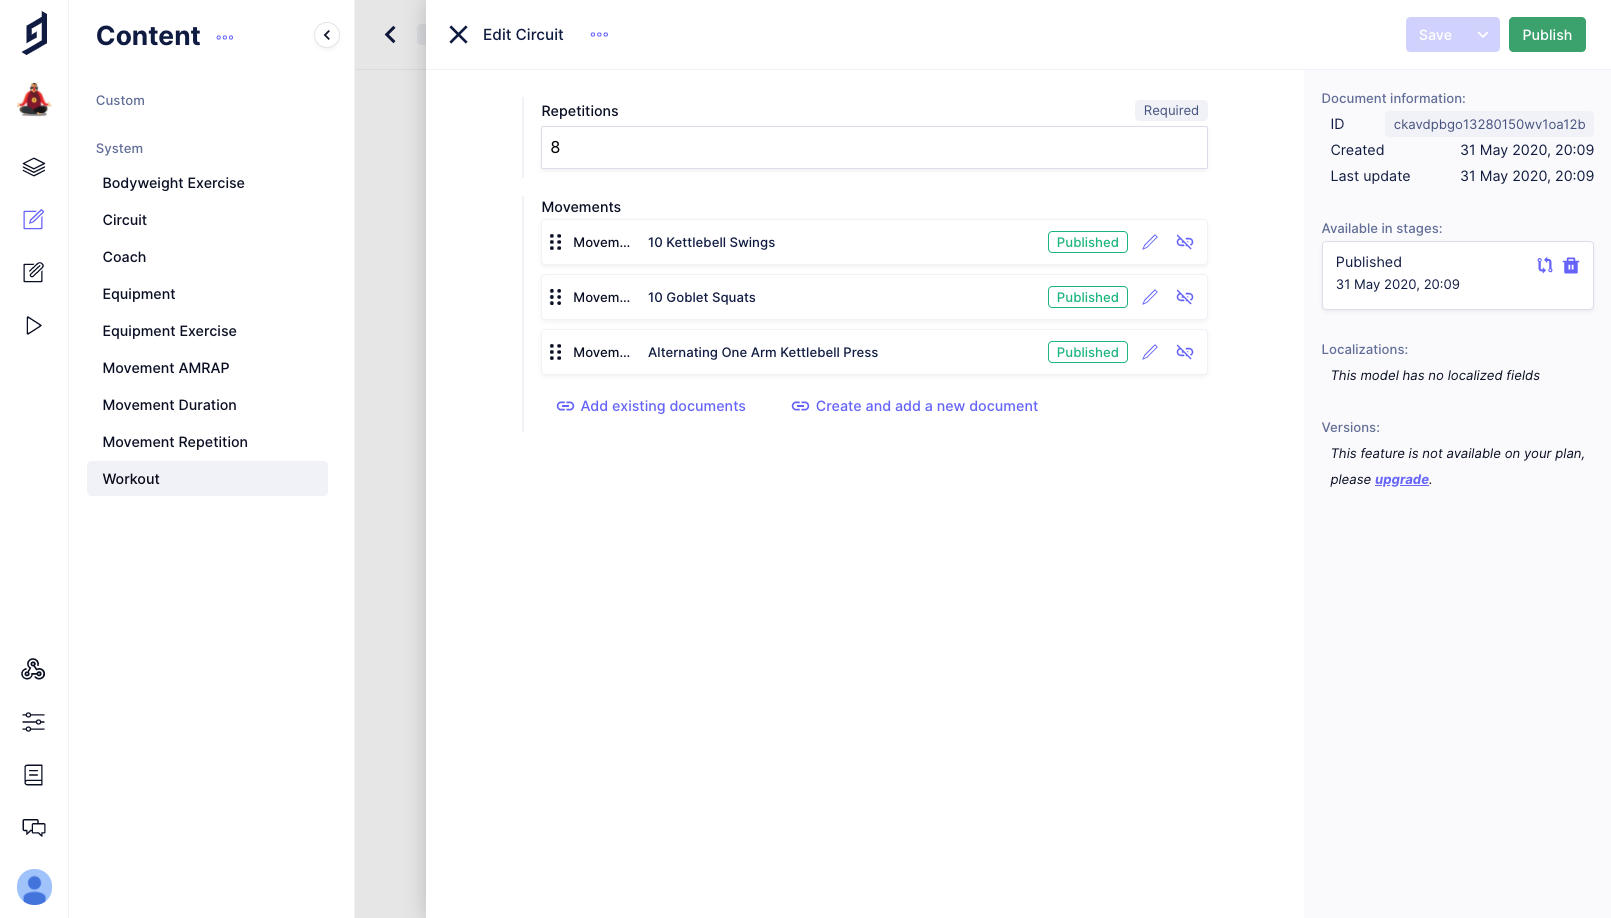 Content
Custom
System
Bodyweight Exercise
Circuit
Coach
Equipment
Equipment Exercise
Movement AMRAP
Movement Duration
Movement Repetition
Workout
Edit Circuit
Save
Publish
Repetitions
Required
8
Movements
Movem... 10 Kettlebell Swings Published
Movem... 10 Goblet Squats Published
Movem... Alternating One Arm Kettlebell Press Published
Add existing documents
Create and add a new document
Document information:
ID ckavdpbgo13280150wv1oa12b
Created 31 May 2020, 20:09
Last update 31 May 2020, 20:09
Available in stages:
Published
31 May 2020, 20:09
Localizations:
This model has no localized fields
Versions:
This feature is not available on your plan,
please upgrade.